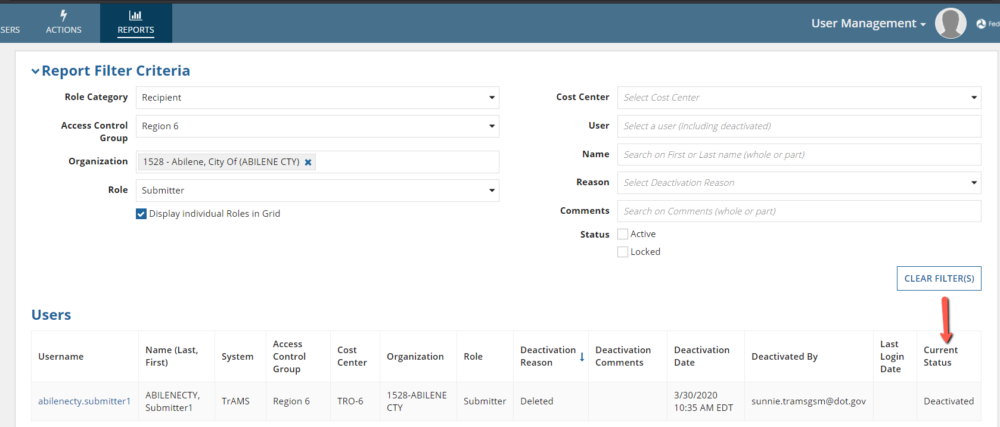 SERS
ACTIONS
REPORTS
User Management
Fed
Report Filter Criteria
Role Category
Recipient
Access Control
Group
Region 6
Organization
1528 - Abilene, City Of (ABILENE CTY)
Role
Submitter
Display individual Roles in Grid
Cost Center
Select Cost Center
User
Select a user (including deactivated)
Name
Search on First or Last name (whole or part)
Reason
Select Deactivation Reason
Comments
Search on Comments (whole or part)
Status
Active
Locked
CLEAR FILTER(S)
Users
Username
Name (Last,
First)
System
Access
Control
Group
Cost
Center
Organization
Role
Deactivation
Reason
Deactivation
Comments
Deactivation
Date
Deactivated By
Last
Login
Date
Current
Status
abilenecty.submitter1
ABILENECTY,
Submitter1
TrAMS
Region 6
TRO-6
1528-ABILENE
CTY
Submitter
Deleted
3/30/2020
10:35 AM EDT
sunnie.tramsgsm@dot.gov
Deactivated